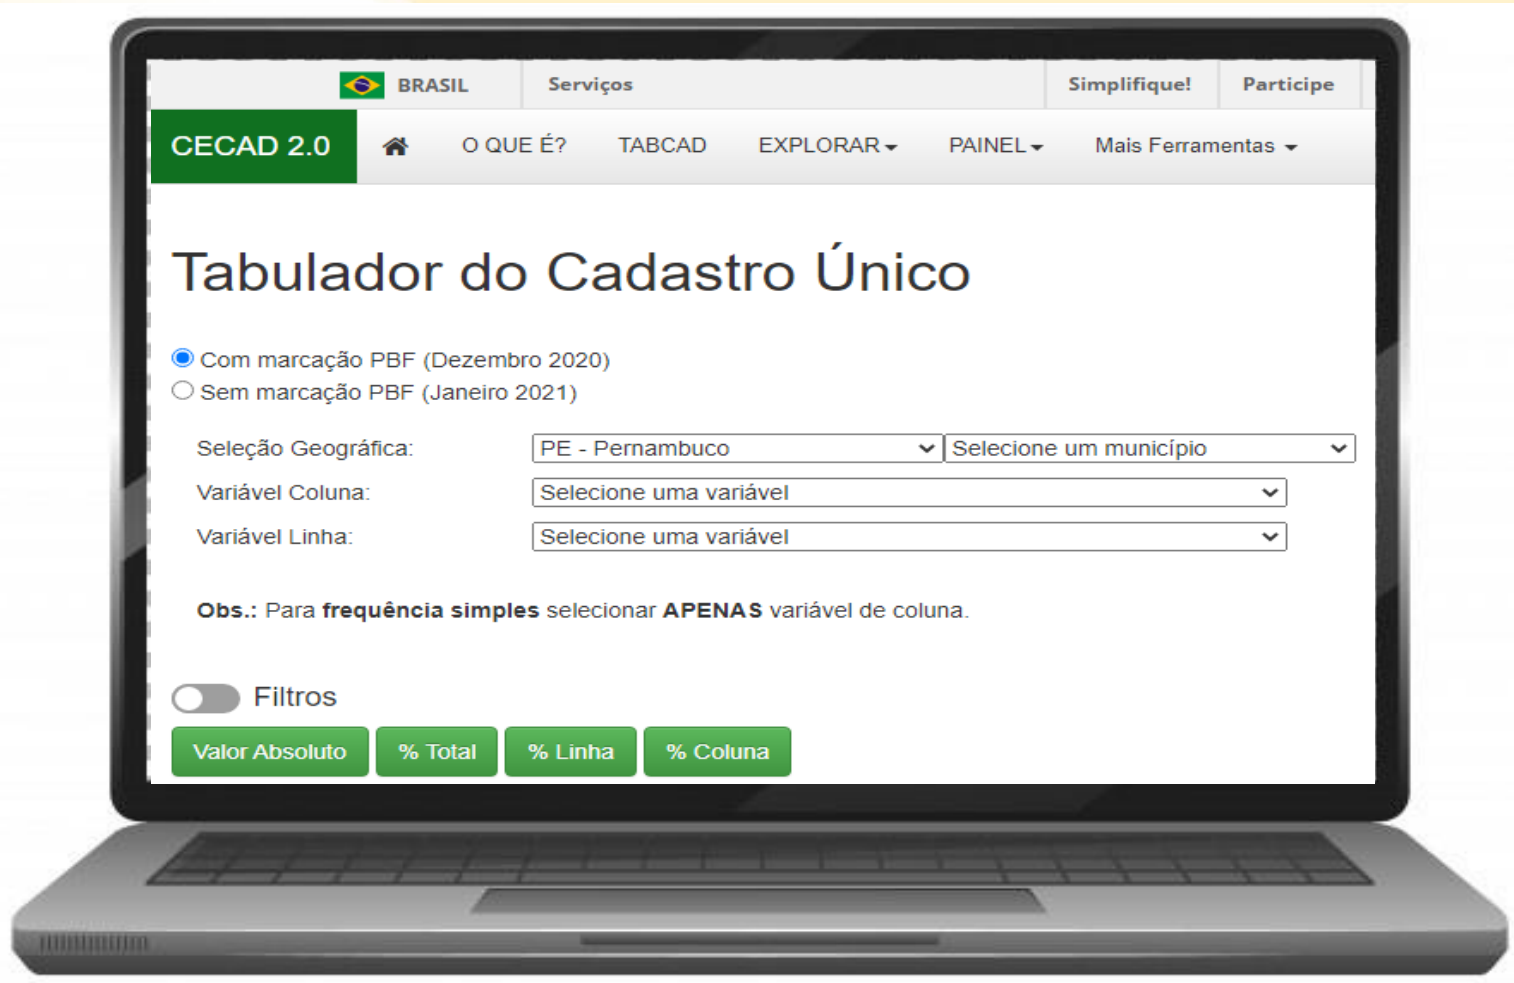 BRASIL Serviços Simplifique! Participe
CECAD 2.0 O QUE É? TABCAD EXPLORAR PAINEL Mais Ferramentas
Tabulador do Cadastro Único
Com marcação PBF (Dezembro 2020)
Sem marcação PBF (Janeiro 2021)
Seleção Geográfica: PE - Pernambuco Selecione um município
Variável Coluna: Selecione uma variável
Variável Linha: Selecione uma variável
Obs.: Para frequência simples selecionar APENAS variável de coluna.
Filtros
Valor Absoluto % Total % Linha % Coluna